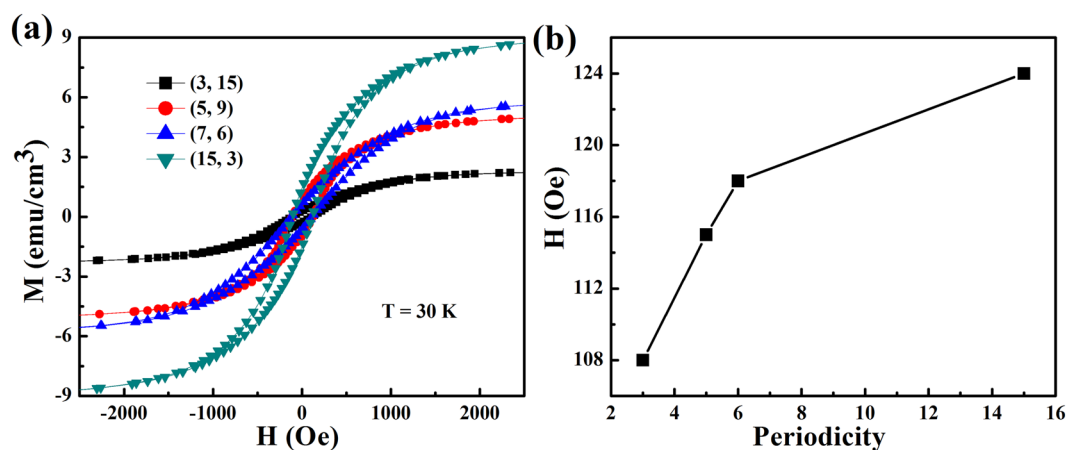 (a)
9
6
3
0
-3
-6
-9
M (emu/cm³)
(3, 15)
(5, 9)
(7, 6)
(15, 3)
T = 30 K
-2000 -1000 0 1000 2000
H (Oe)
(b)
124
120
116
112
108
H (Oe)
2 4 6 8 10 12 14 16
Periodicity